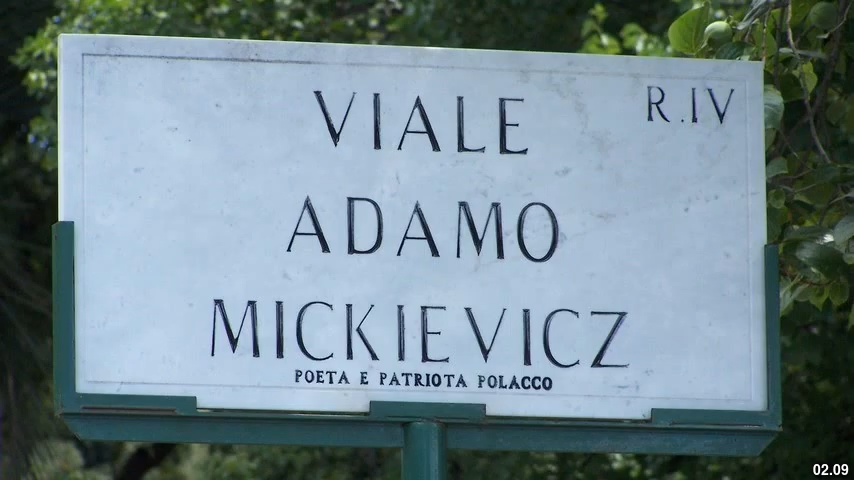 VIALE
R.IV
ADAMO
MICKIEVICZ
POETA E PATRIOTA POLACCO
02.09